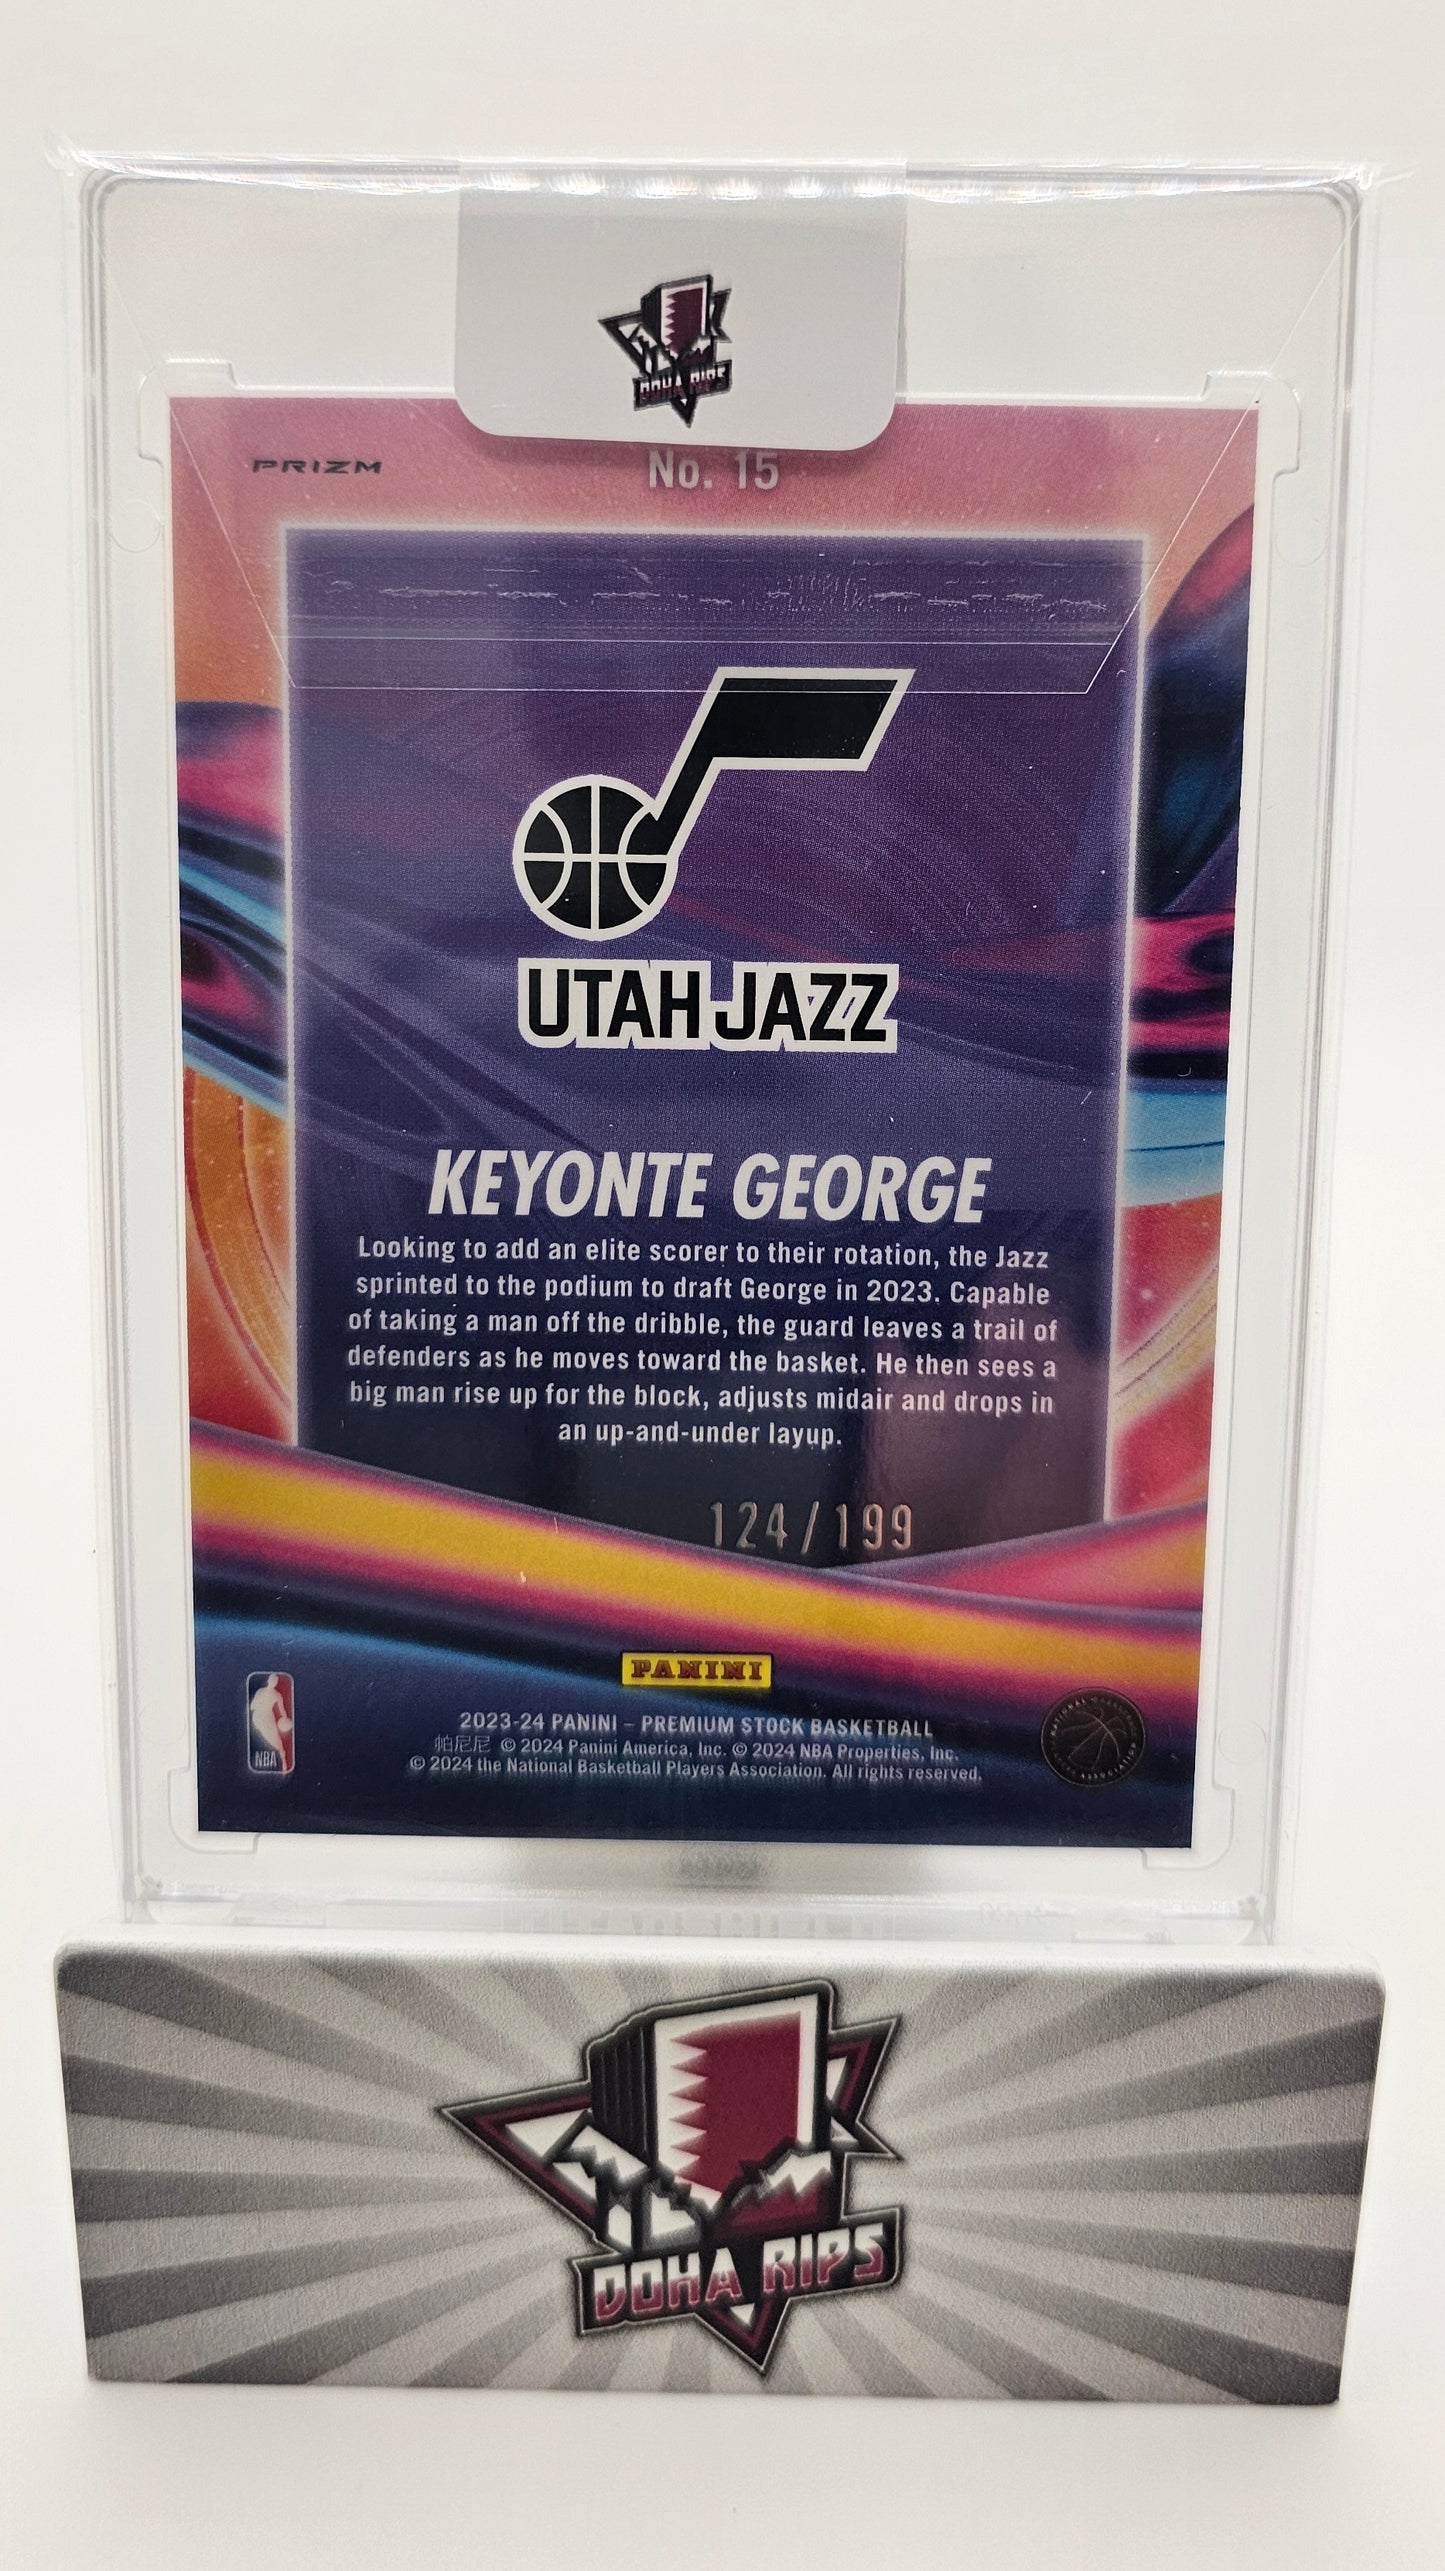 DOHA RIPS
PRIZM
No. 15
UTAH JAZZ
KEYONTE GEORGE
Looking to add an elite scorer to their rotation, the Jazz
sprinted to the podium to draft George in 2023. Capable
of taking a man off the dribble, the guard leaves a trail of
defenders as he moves toward the basket. He then sees a
big man rise up for the block, adjusts midair and drops in
an up-and-under layup.
124/199
PANINI
NBA
2023-24 PANINI – PREMIUM STOCK BASKETBALL
帕尼尼 © 2024 Panini America, Inc. © 2024 NBA Properties, Inc.
© 2024 the National Basketball Players Association. All rights reserved.
DOHA RIPS